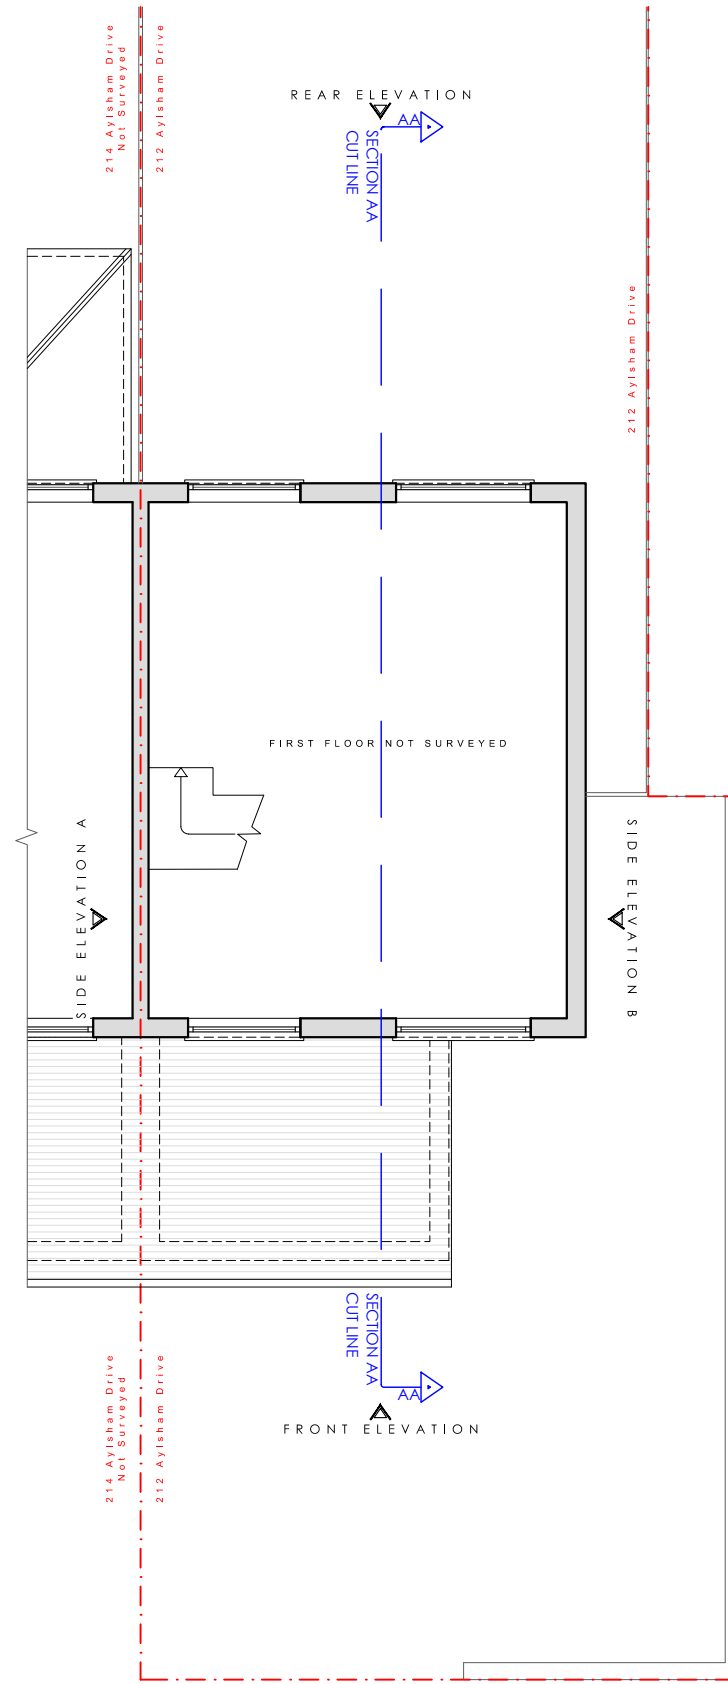 214 Aylsham Drive
Not Surveyed
212 Aylsham Drive
REAR ELEVATION
AA
SECTION AA
CUT LINE
212 Aylsham Drive
FIRST FLOOR NOT SURVEYED
SIDE ELEVATION A
SIDE ELEVATION B
SECTION AA
CUT LINE
AA
FRONT ELEVATION
214 Aylsham Drive
Not Surveyed
212 Aylsham Drive